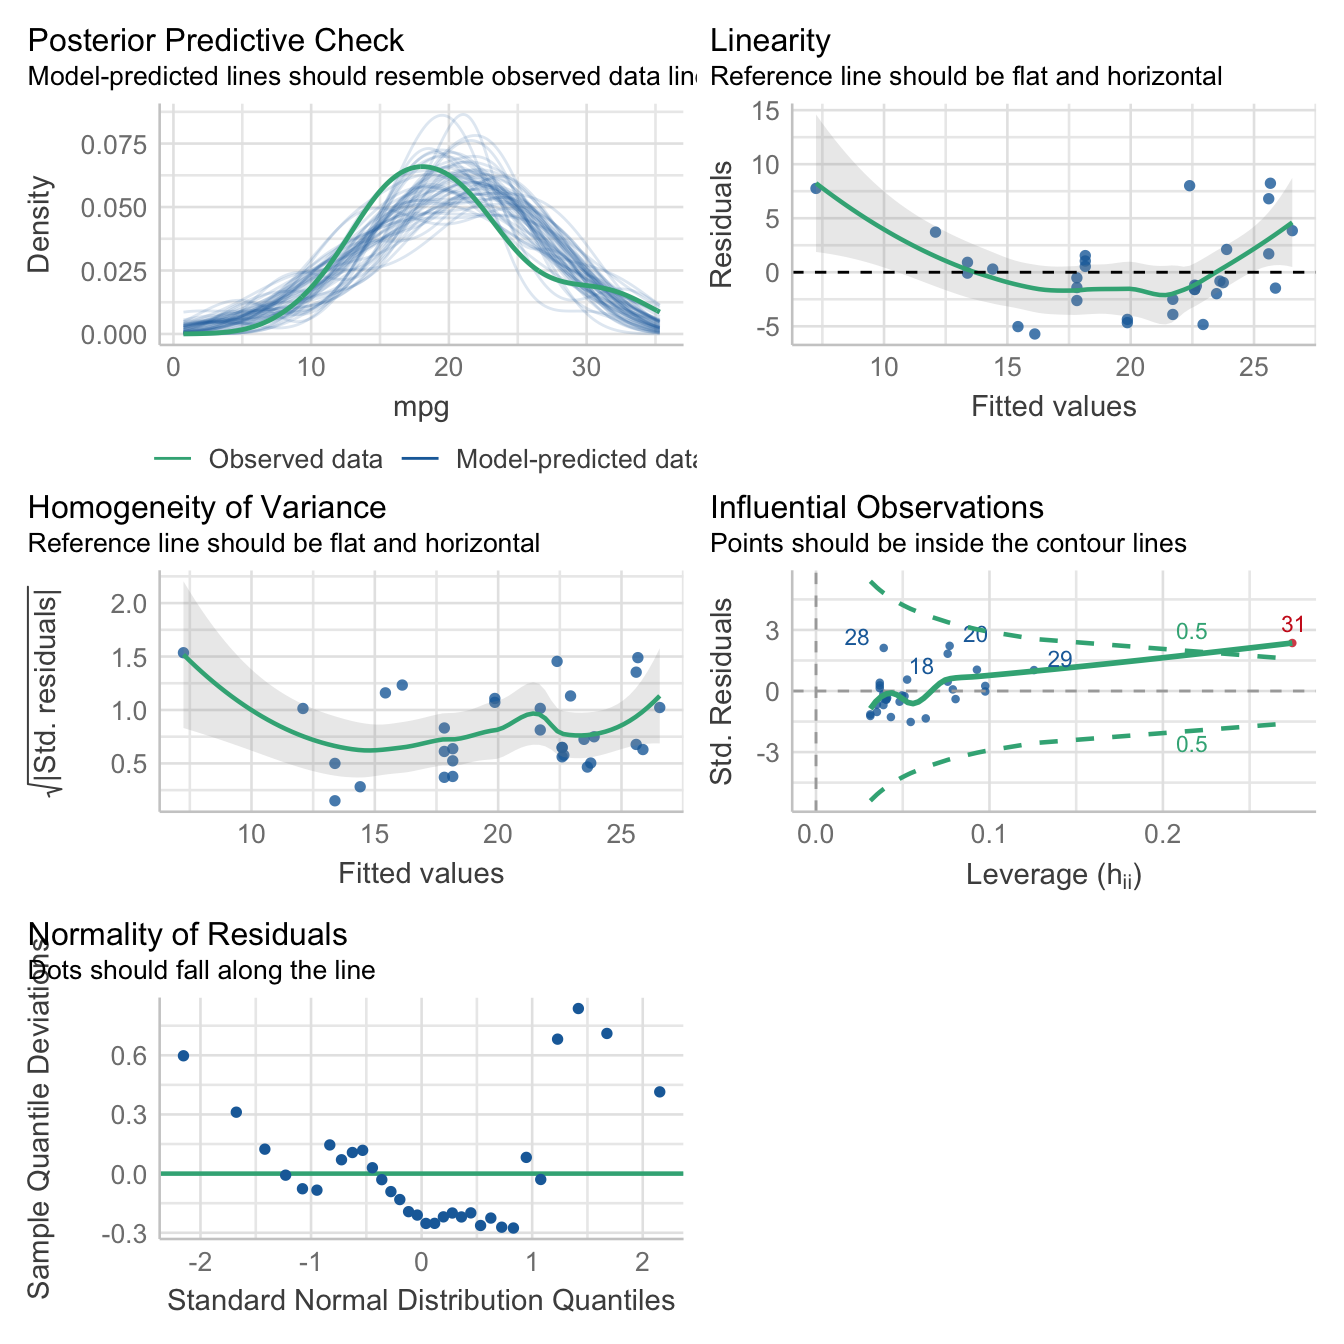 Posterior Predictive Check
Model-predicted lines should resemble observed data line
0.075
0.050
0.025
0.000
Density
0 10 20 30
mpg
Observed data Model-predicted data
Linearity
Reference line should be flat and horizontal
15
10
5
0
-5
Residuals
10 15 20 25
Fitted values
Homogeneity of Variance
Reference line should be flat and horizontal
2.0
1.5
1.0
0.5
√|Std. residuals|
10 15 20 25
Fitted values
Influential Observations
Points should be inside the contour lines
3
0
-3
Std. Residuals
28
18
20
29
0.5
31
0.5
0.0 0.1 0.2
Leverage (hii)
Normality of Residuals
Dots should fall along the line
0.6
0.3
0.0
-0.3
Sample Quantile Deviations
-2 -1 0 1 2
Standard Normal Distribution Quantiles